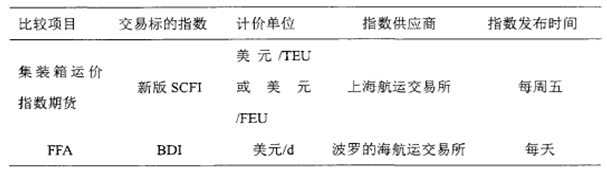 比较项目 交易标的指数 计价单位 指数供应商 指数发布时间
集装箱运价指数期货 新版 SCFI 美元/TEU或美元/FEU 上海航运交易所 每周五
FFA BDI 美元/d 波罗的海航运交易所 每天